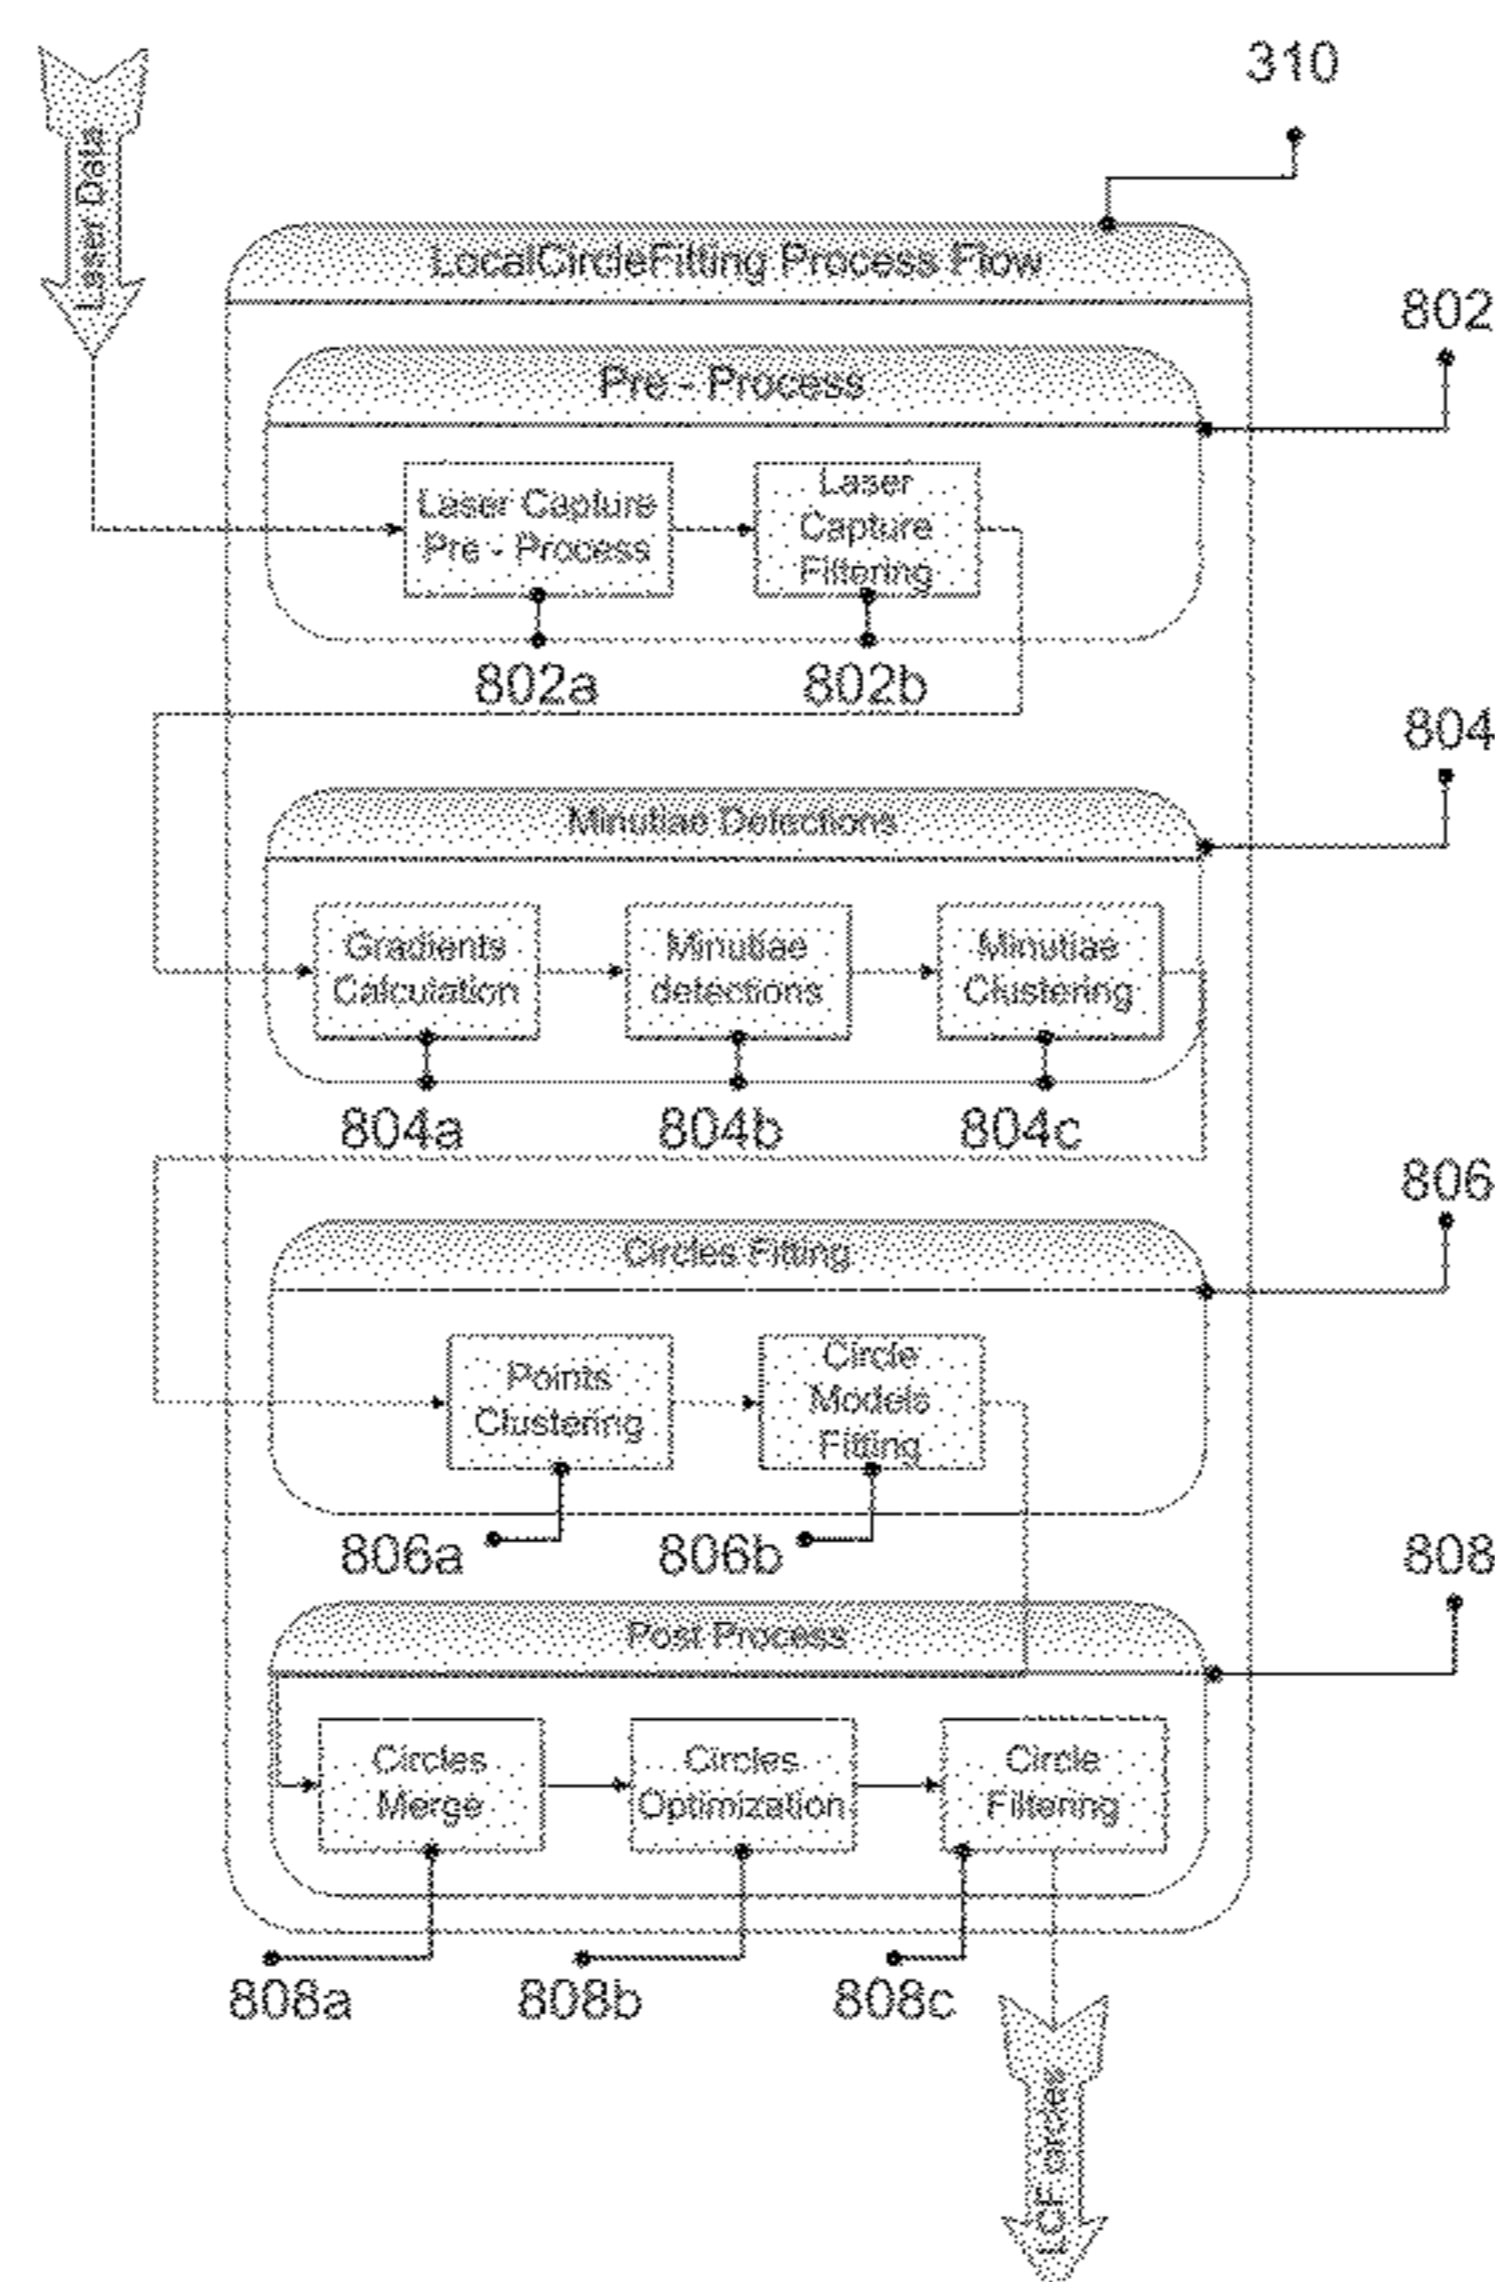 310
Laser Data
LocalCircleFitting Process Flow
802
Pre - Process
Laser Capture
Pre - Process
Laser
Capture
Filtering
802a
802b
804
Minutiae Detections
Gradients
Calculation
Minutiae
detections
Minutiae
Clustering
804a
804b
804c
806
Circles Fitting
Points
Clustering
Circle
Models
Fitting
806a
806b
808
Post Process
Circles
Merge
Circles
Optimization
Circle
Filtering
808a
808b
808c
LCF circles